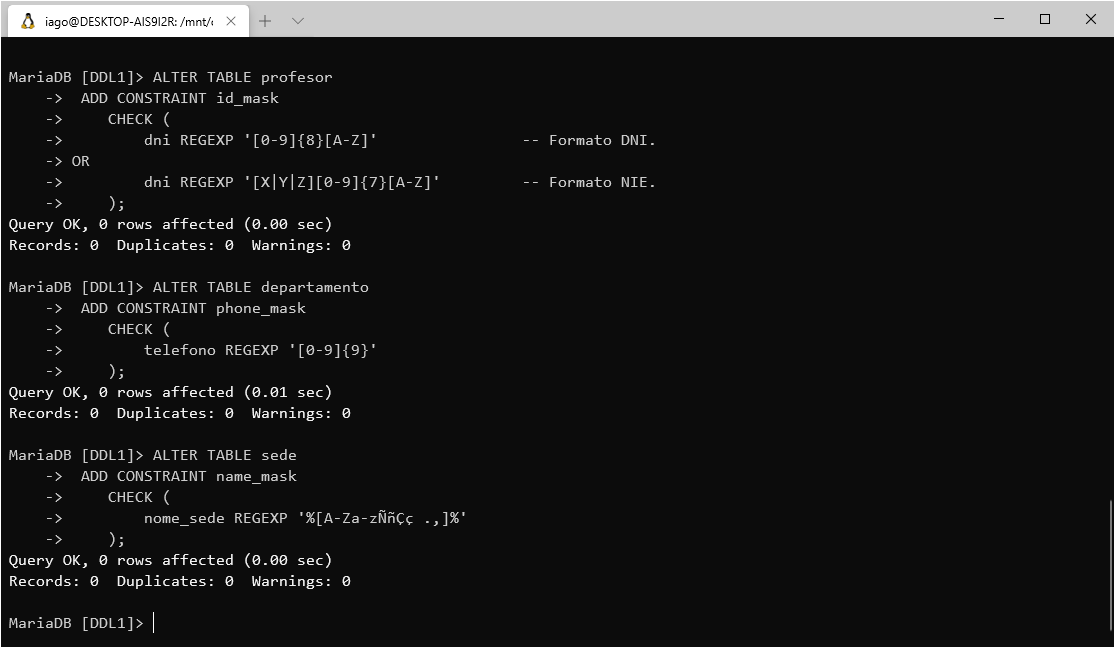 iago@DESKTOP-AIS9I2R: /mnt/c
MariaDB [DDL1]> ALTER TABLE profesor
    ->  ADD CONSTRAINT id_mask
    ->     CHECK (
    ->         dni REGEXP '[0-9]{8}[A-Z]'                -- Formato DNI.
    -> OR
    ->         dni REGEXP '[X|Y|Z][0-9]{7}[A-Z]'         -- Formato NIE.
    ->     );
Query OK, 0 rows affected (0.00 sec)
Records: 0  Duplicates: 0  Warnings: 0
MariaDB [DDL1]> ALTER TABLE departamento
    ->  ADD CONSTRAINT phone_mask
    ->     CHECK (
    ->         telefono REGEXP '[0-9]{9}'
    ->     );
Query OK, 0 rows affected (0.01 sec)
Records: 0  Duplicates: 0  Warnings: 0
MariaDB [DDL1]> ALTER TABLE sede
    ->  ADD CONSTRAINT name_mask
    ->     CHECK (
    ->         nome_sede REGEXP '%[A-Za-zÑñÇç .,]%'
    ->     );
Query OK, 0 rows affected (0.00 sec)
Records: 0  Duplicates: 0  Warnings: 0
MariaDB [DDL1]>